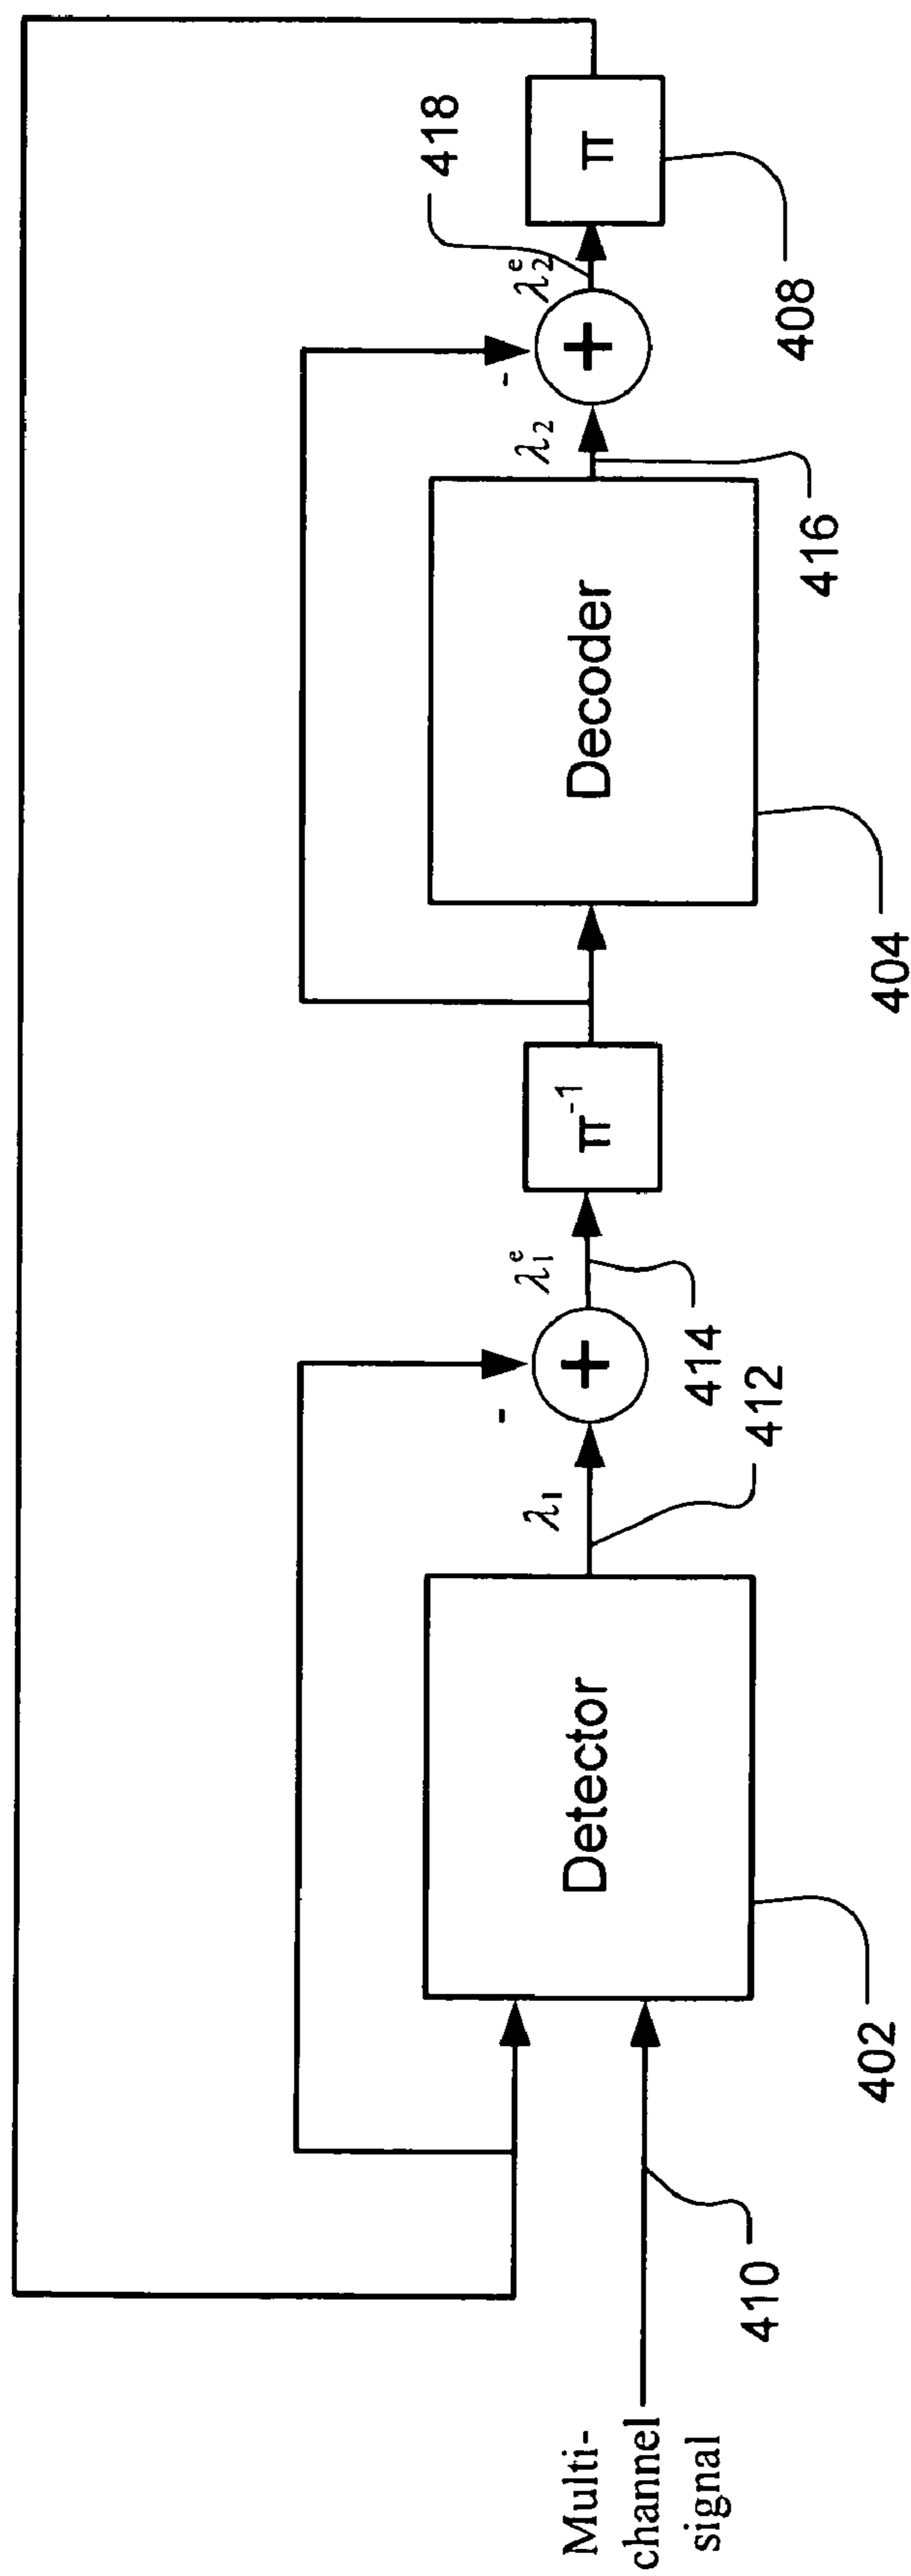 Multi-
channel
signal
410
Detector
402
λ₁
412
-
+
λ₁ᵉ
414
π⁻¹
Decoder
404
λ₂
416
-
+
λ₂ᵉ
418
π
408